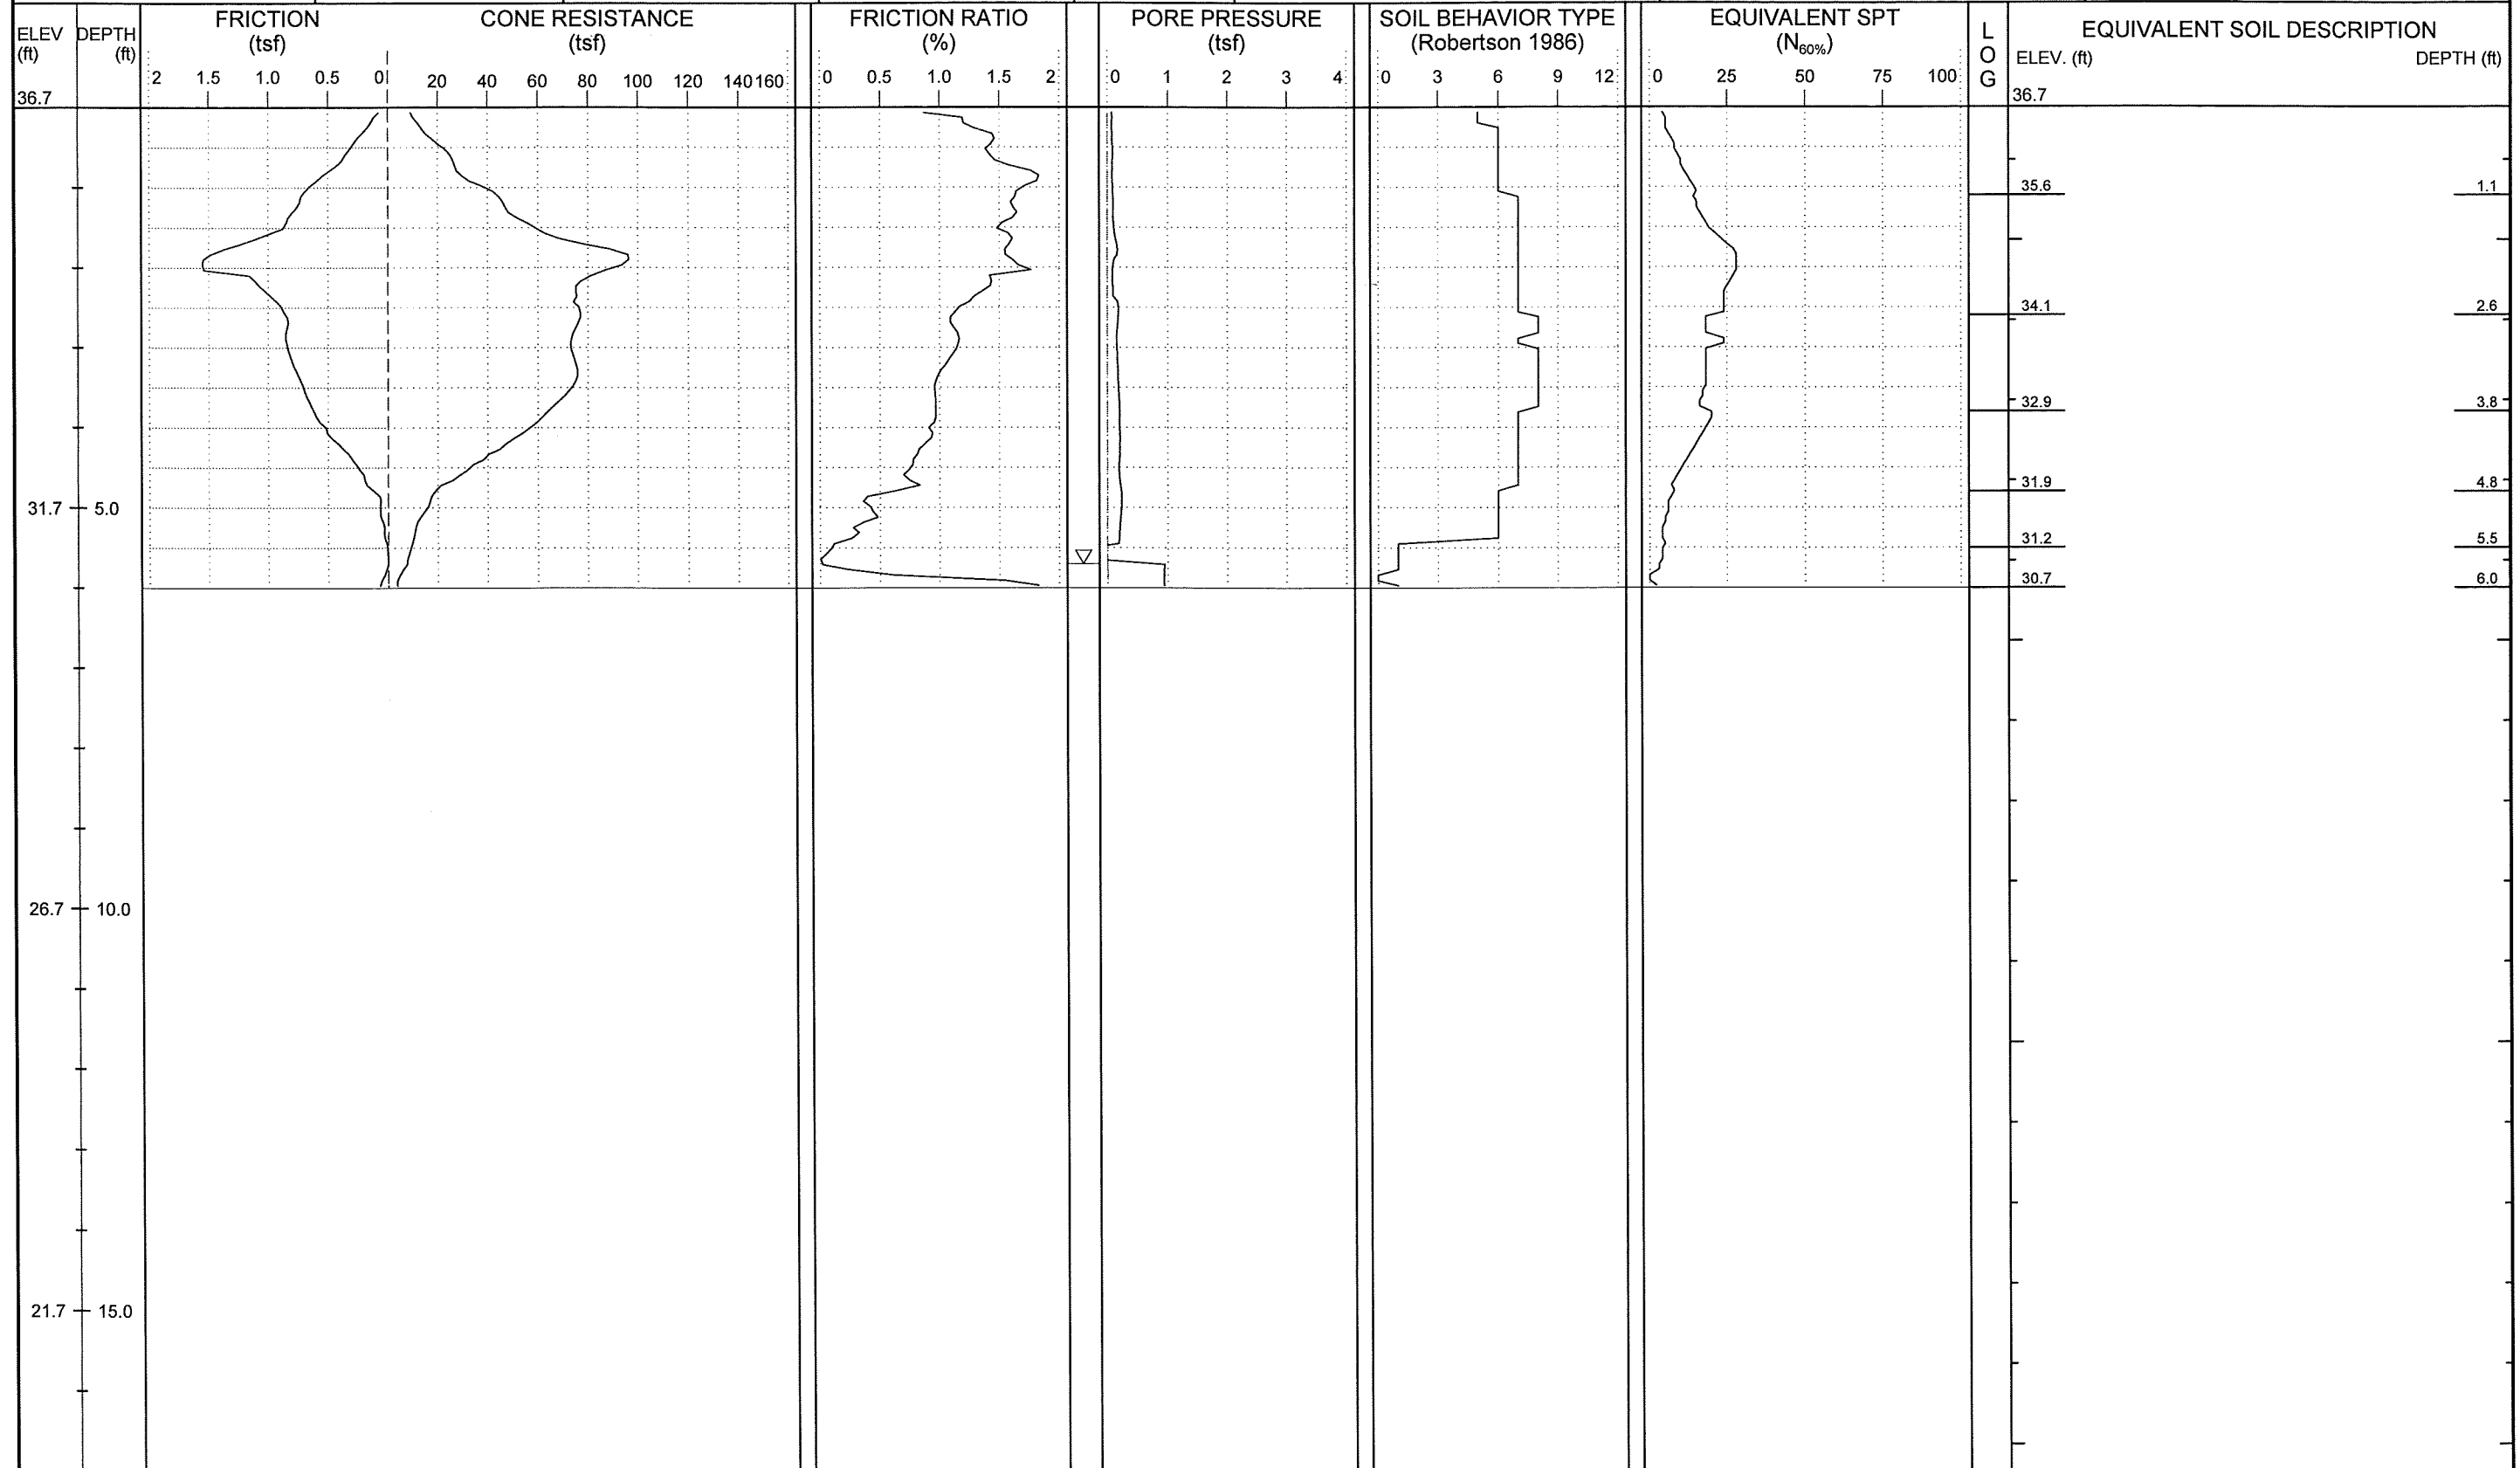 ELEV
(ft)
36.7
DEPTH
(ft)
FRICTION
(tsf)
2 1.5 1.0 0.5 0
CONE RESISTANCE
(tsf)
20 40 60 80 100 120 140 160
FRICTION RATIO
(%)
0 0.5 1.0 1.5 2
PORE PRESSURE
(tsf)
0 1 2 3 4
SOIL BEHAVIOR TYPE
(Robertson 1986)
0 3 6 9 12
EQUIVALENT SPT
(N60%)
0 25 50 75 100
L
O
G
EQUIVALENT SOIL DESCRIPTION
ELEV. (ft) DEPTH (ft)
36.7
35.6 1.1
34.1 2.6
32.9 3.8
31.9 4.8
31.7 5.0
31.2 5.5
30.7 6.0
26.7 10.0
21.7 15.0